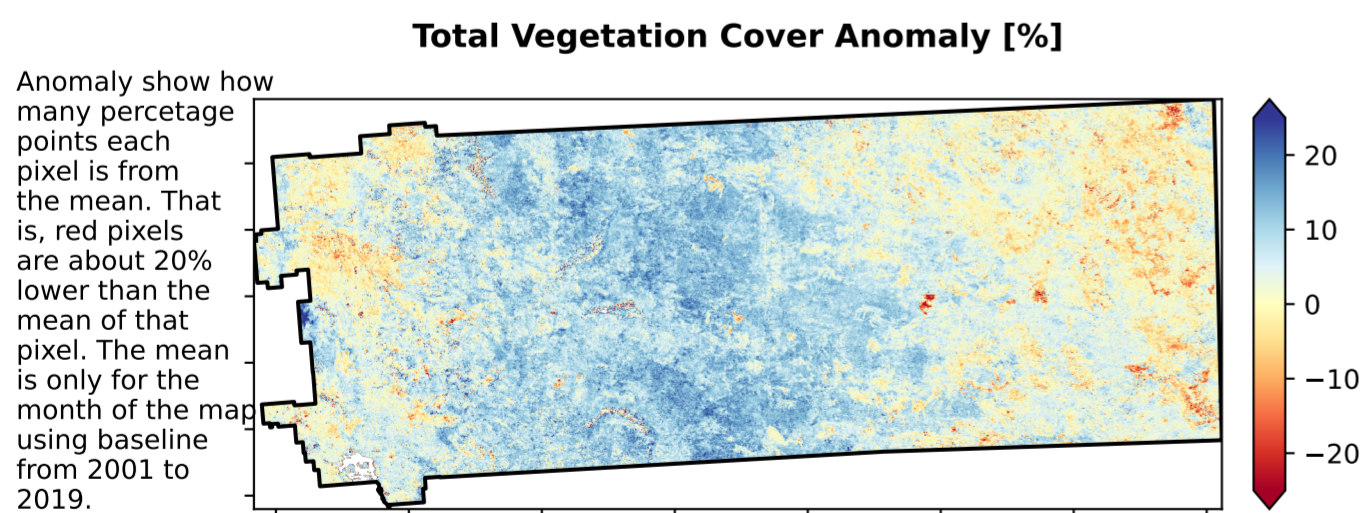 Total Vegetation Cover Anomaly [%]
Anomaly show how
many percetage
points each
pixel is from
the mean. That
is, red pixels
are about 20%
lower than the
mean of that
pixel. The mean
is only for the
month of the map
using baseline
from 2001 to
2019.
20
10
0
−10
−20